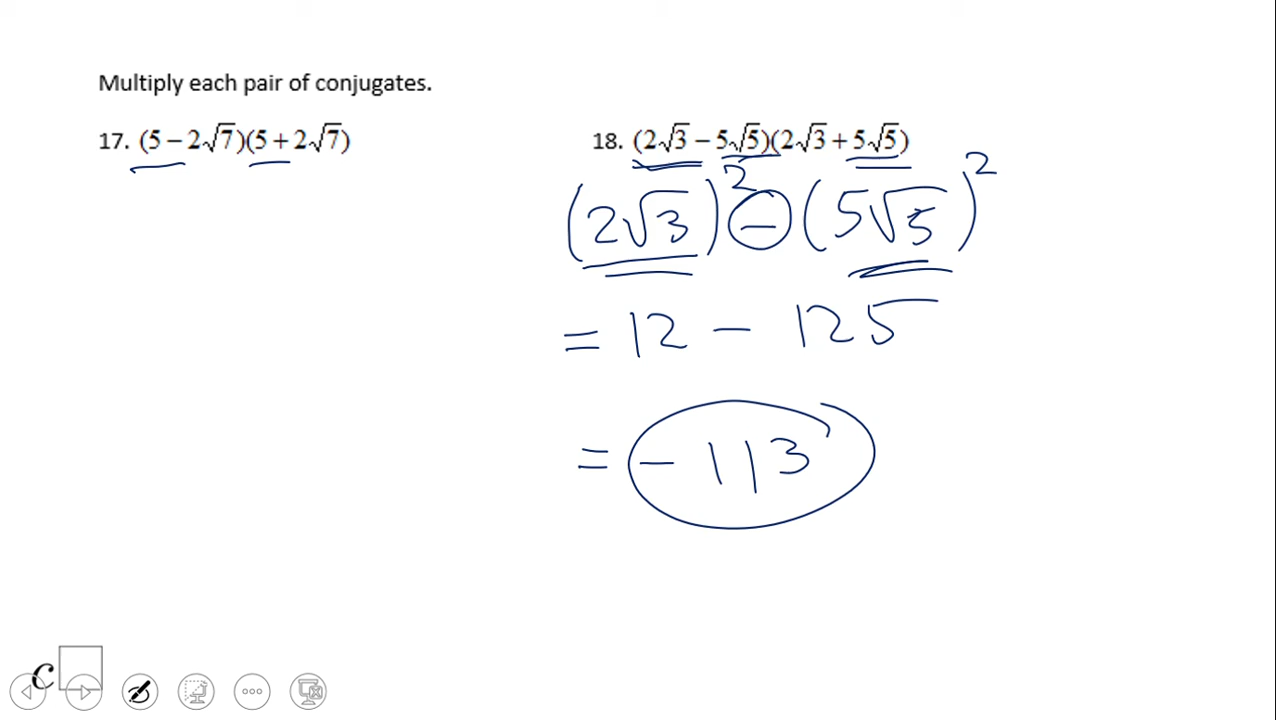 Multiply each pair of conjugates.
17. (5 − 2√7)(5 + 2√7)
18. (2√3 − 5√5)(2√3 + 5√5)
(2√3)² − (5√5)²
= 12 − 125
= − 113
C